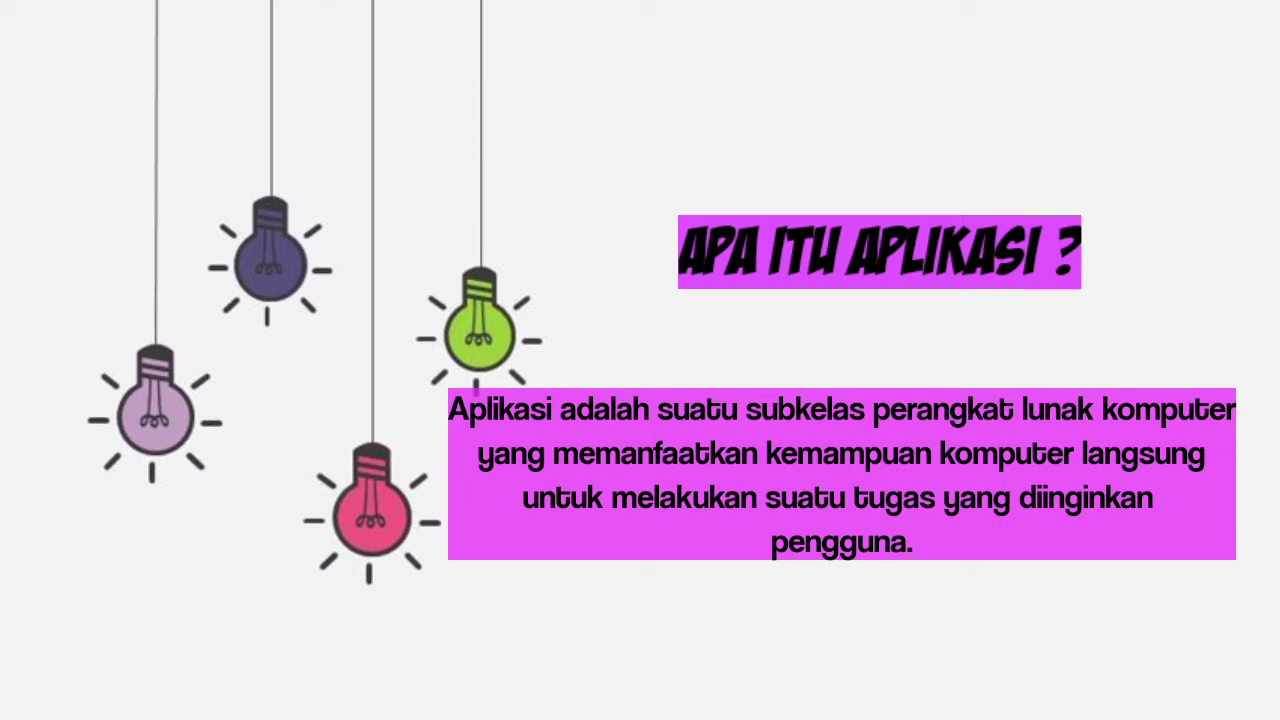 APA ITU APLIKASI ?
Aplikasi adalah suatu subkelas perangkat lunak komputer
yang memanfaatkan kemampuan komputer langsung
untuk melakukan suatu tugas yang diinginkan
pengguna.